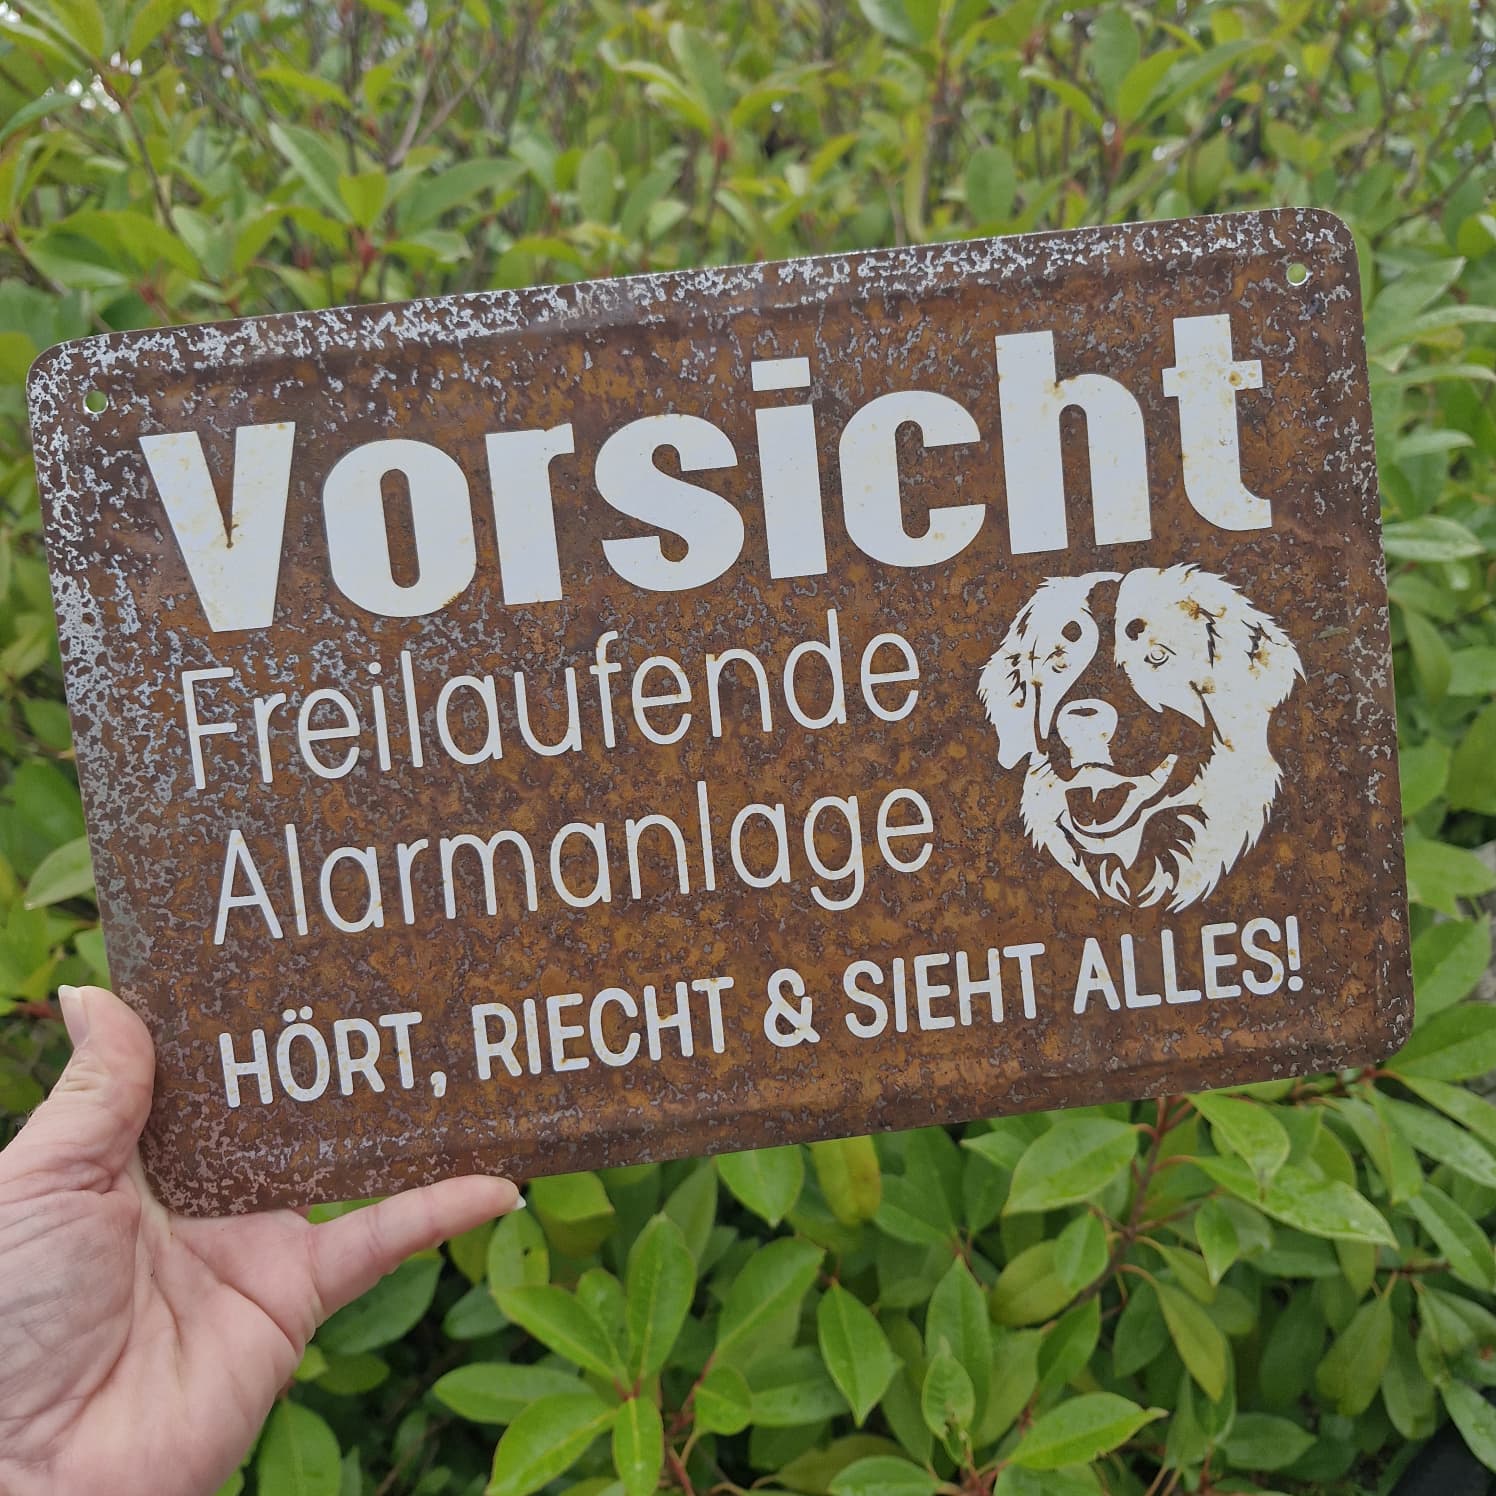 Vorsicht
Freilaufende
Alarmanlage
HÖRT, RIECHT & SIEHT ALLES!